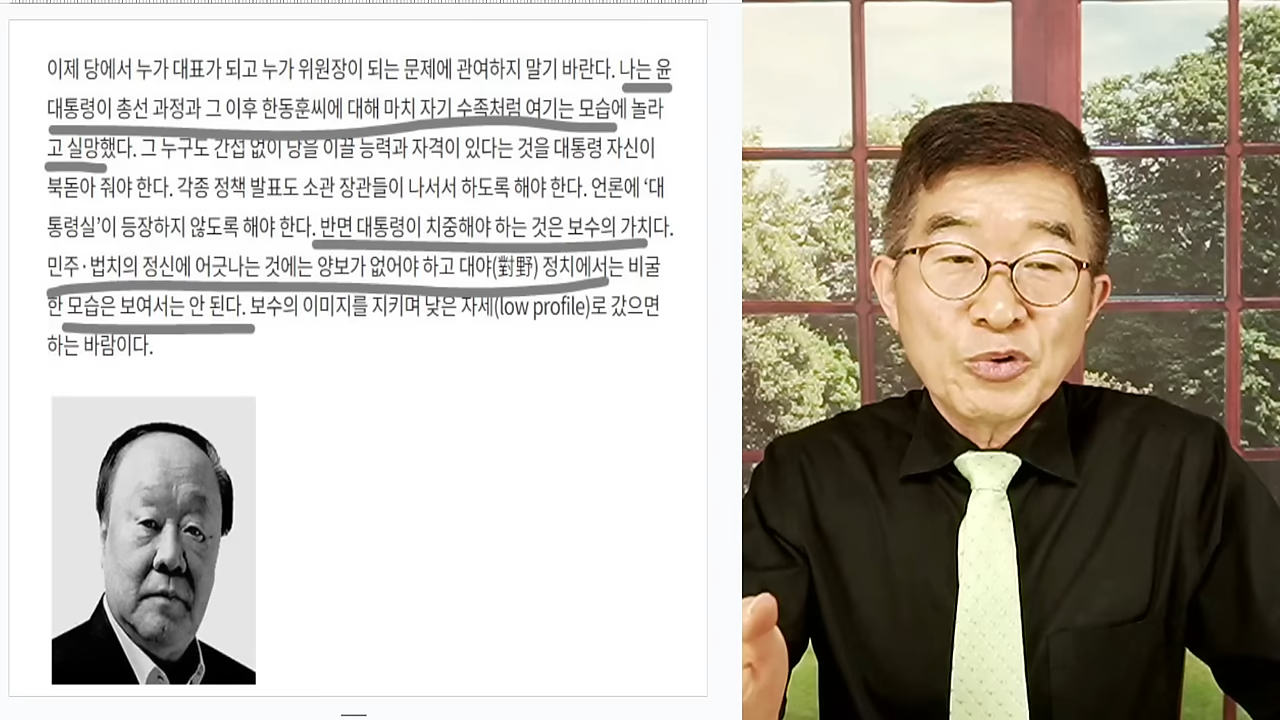 이제 당에서 누가 대표가 되고 누가 위원장이 되는 문제에 관여하지 말기 바란다. 나는 윤
대통령이 총선 과정과 그 이후 한동훈씨에 대해 마치 자기 수족처럼 여기는 모습에 놀라
고 실망했다. 그 누구도 간섭 없이 당을 이끌 능력과 자격이 있다는 것을 대통령 자신이
북돋아 줘야 한다. 각종 정책 발표도 소관 장관들이 나서서 하도록 해야 한다. 언론에 ‘대
통령실’이 등장하지 않도록 해야 한다. 반면 대통령이 치중해야 하는 것은 보수의 가치다.
민주·법치의 정신에 어긋나는 것에는 양보가 없어야 하고 대야(對野) 정치에서는 비굴
한 모습은 보여서는 안 된다. 보수의 이미지를 지키며 낮은 자세(low profile)로 갔으면
하는 바람이다.